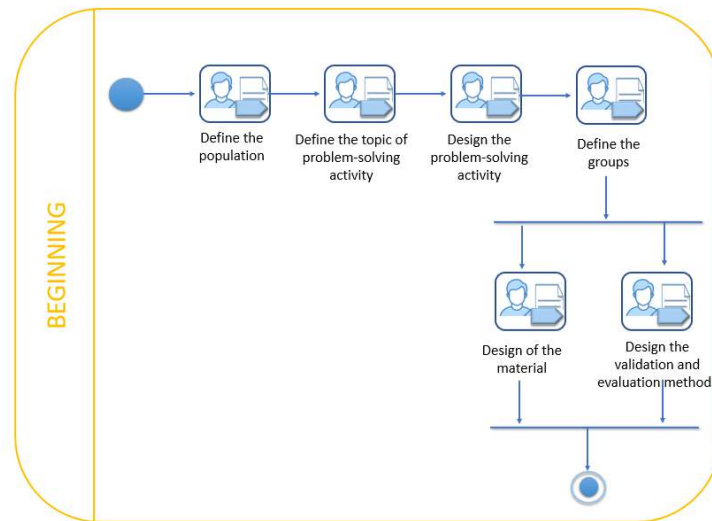 BEGINNING
Define the
population
Define the topic of
problem-solving
activity
Design the
problem-solving
activity
Define the
groups
Design of the
material
Design the
validation and
evaluation method